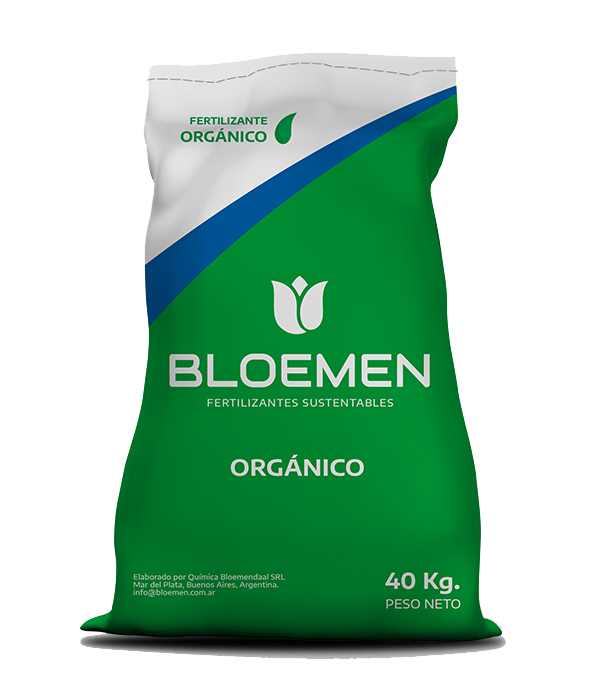 FERTILIZANTE
ORGÁNICO
BLOEMEN
FERTILIZANTES SUSTENTABLES
ORGÁNICO
Elaborado por Química Bloemendaal SRL
Mar del Plata, Buenos Aires, Argentina.
info@bloemen.com.ar
40 Kg.
PESO NETO